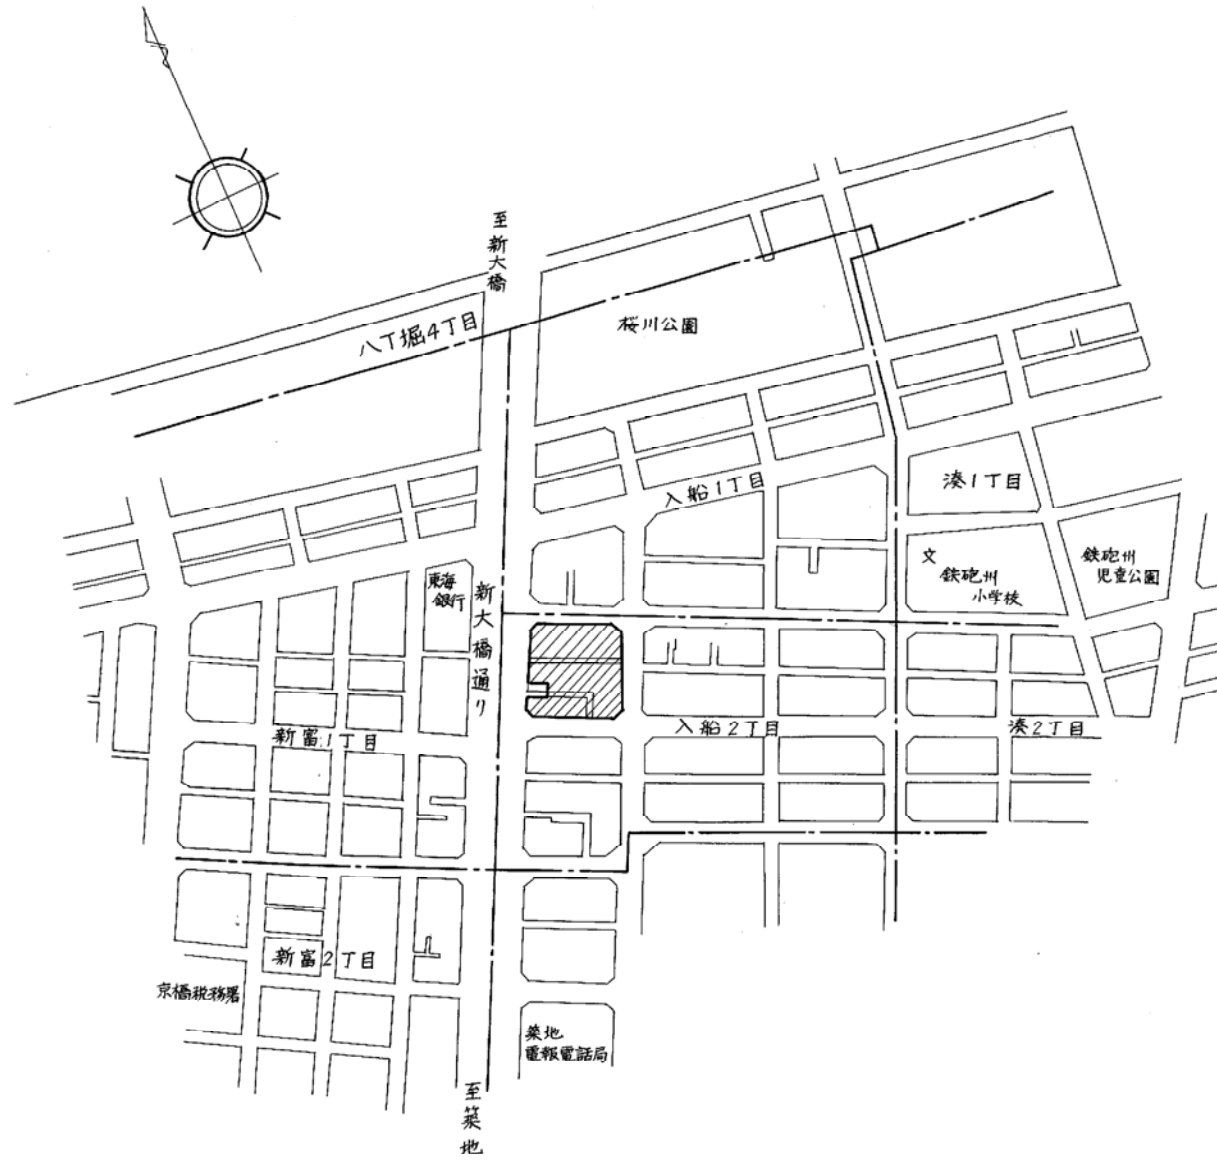 至新大橋
八丁堀4丁目
桜川公園
入船1丁目
湊1丁目
東海
銀行
新大橋通り
文
鉄砲州
小学校
鉄砲州
児童公園
新富1丁目
入船2丁目
湊2丁目
新富2丁目
京橋税務署
築地
電報電話局
至築地